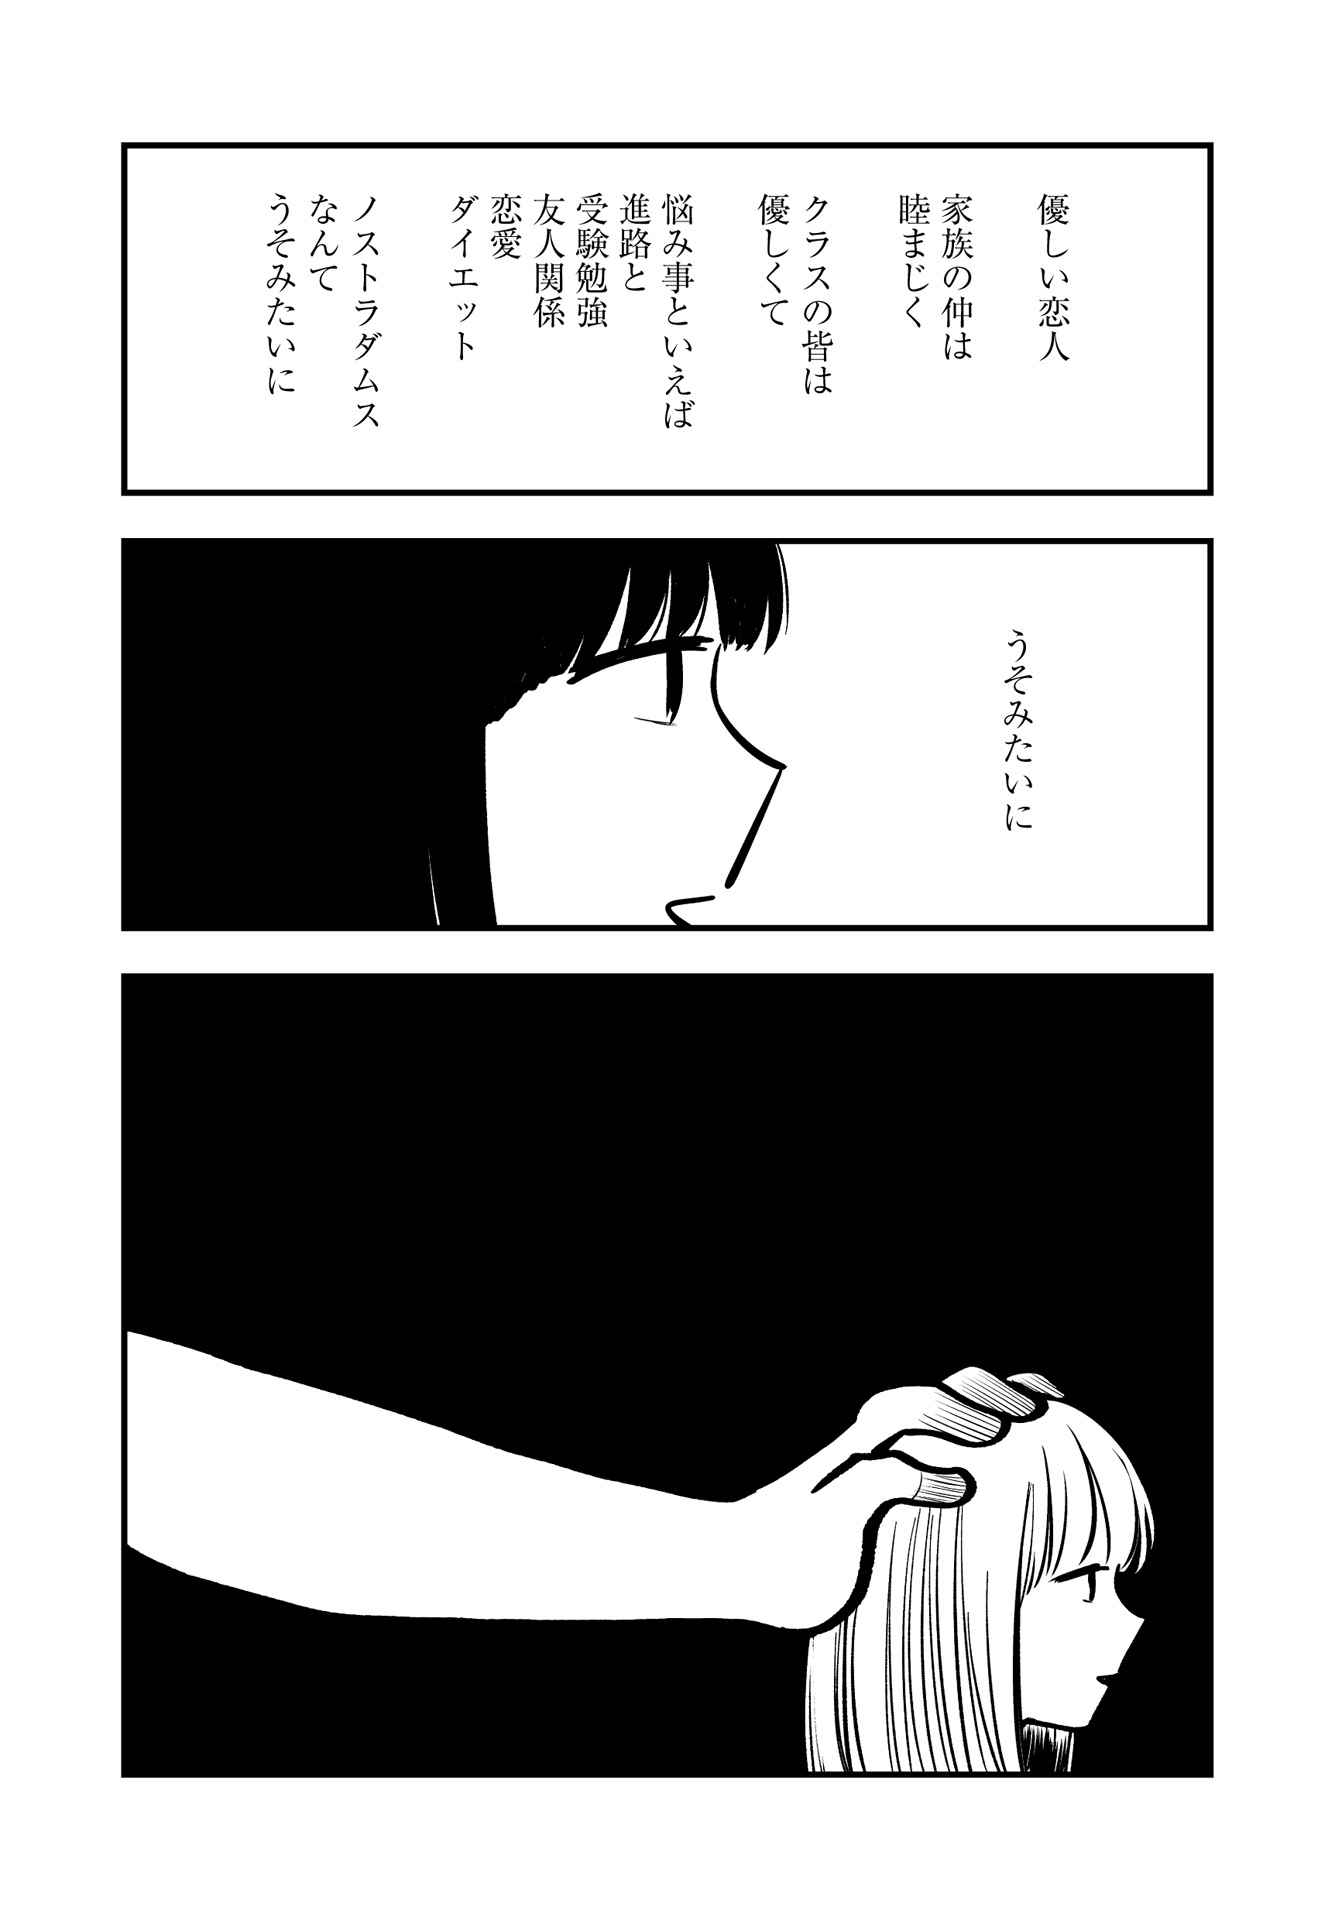 優しい恋人
家族の仲は
睦まじく
クラスの皆は
優しくて
悩み事といえば
進路と
受験勉強
友人関係
恋愛
ダイエット
ノストラダムス
なんて
うそみたいに
うそみたいに